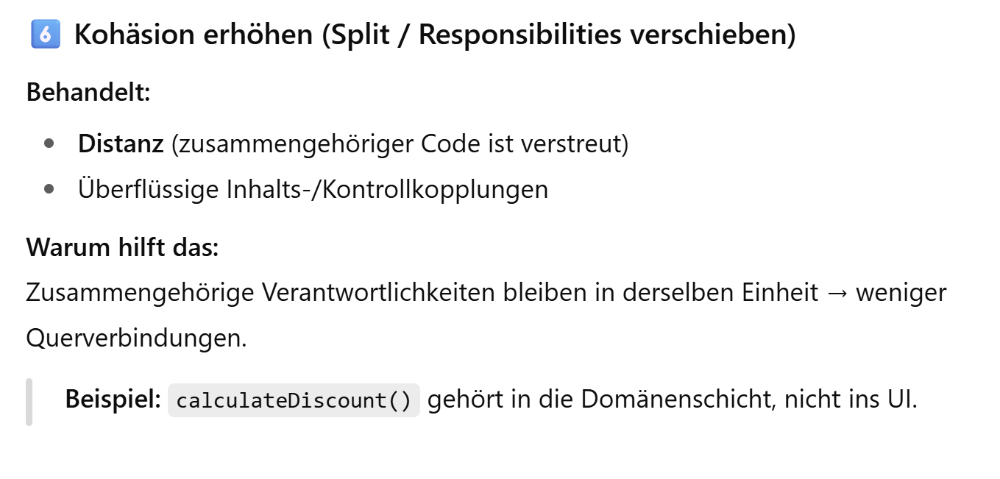 6 Kohäsion erhöhen (Split / Responsibilities verschieben)
Behandelt:
• Distanz (zusammengehöriger Code ist verstreut)
• Überflüssige Inhalts-/Kontrollkopplungen
Warum hilft das:
Zusammengehörige Verantwortlichkeiten bleiben in derselben Einheit → weniger
Querverbindungen.
Beispiel: calculateDiscount() gehört in die Domänenschicht, nicht ins UI.